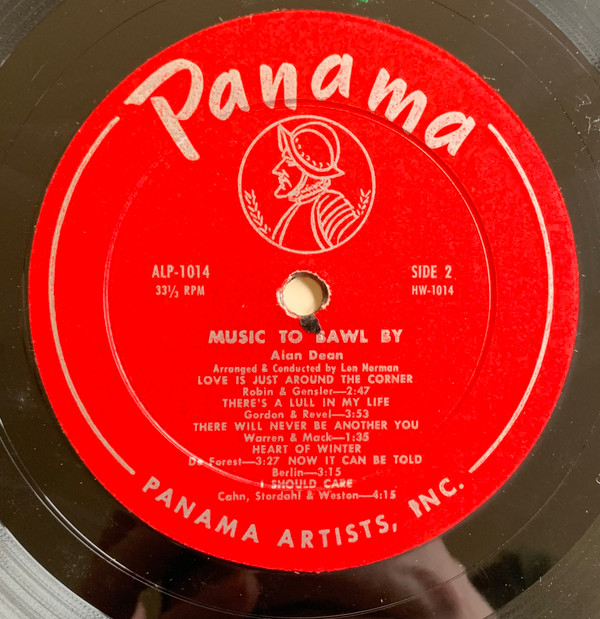 Panama
ALP-1014
33⅓ RPM
SIDE 2
HW-1014
MUSIC TO BAWL BY
Alan Dean
Arranged & Conducted by Lon Norman
LOVE IS JUST AROUND THE CORNER
Robin & Gensler—2:47
THERE'S A LULL IN MY LIFE
Gordon & Revel—3:53
THERE WILL NEVER BE ANOTHER YOU
Warren & Mack—1:35
HEART OF WINTER
De Forest—3:27 NOW IT CAN BE TOLD
Berlin—3:15
I SHOULD CARE
Cahn, Stordahl & Weston—4:15
PANAMA ARTISTS, INC.